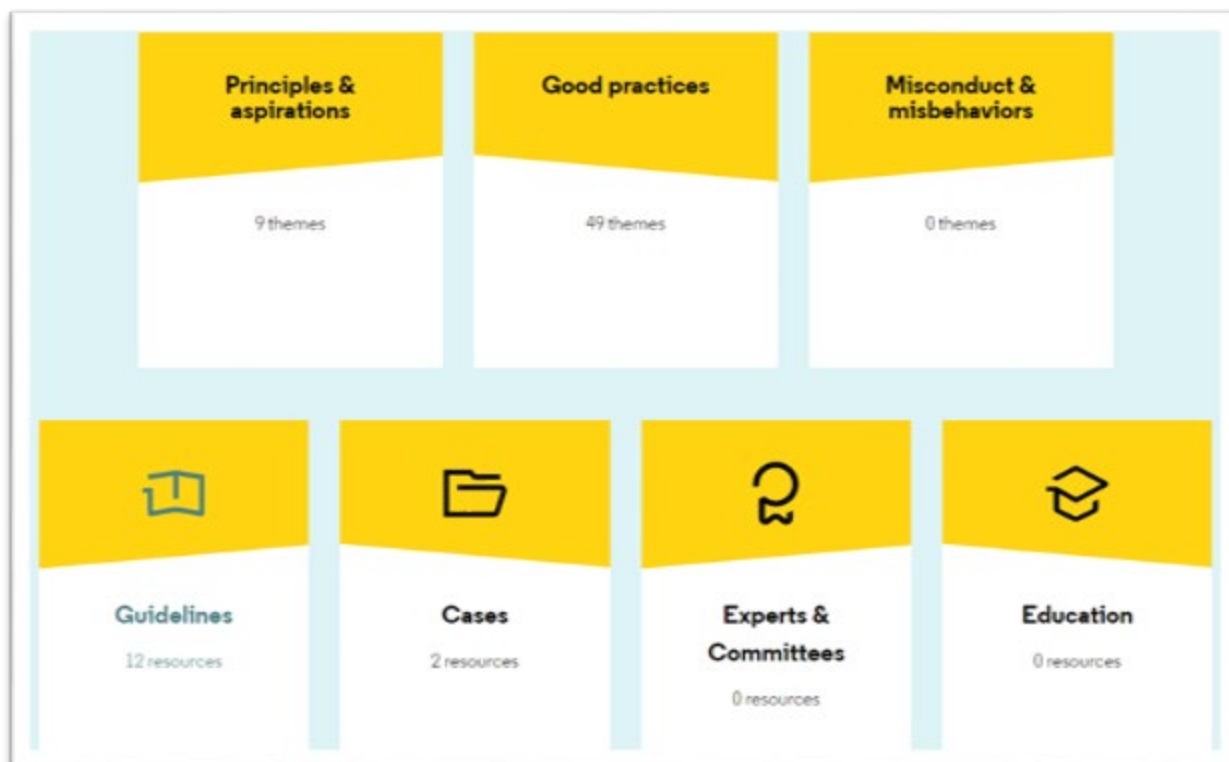 Principles &
aspirations
9 themes
Good practices
49 themes
Misconduct &
misbehaviors
0 themes
Guidelines
12 resources
Cases
2 resources
Experts &
Committees
0 resources
Education
0 resources